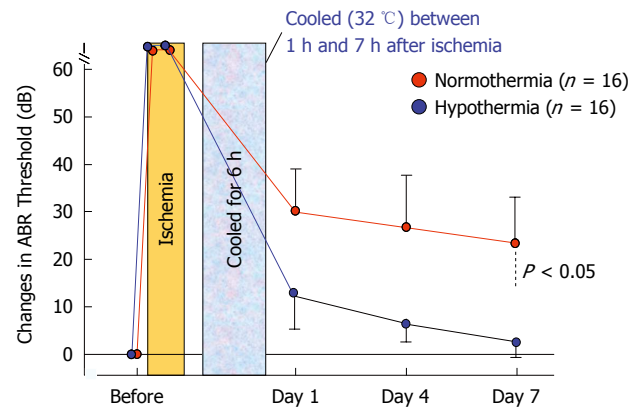 Cooled (32 ℃) between
1 h and 7 h after ischemia
Normothermia (n = 16)
Hypothermia (n = 16)
Changes in ABR Threshold (dB)
60
50
40
30
20
10
0
Ischemia
Cooled for 6 h
P < 0.05
Before
Day 1
Day 4
Day 7